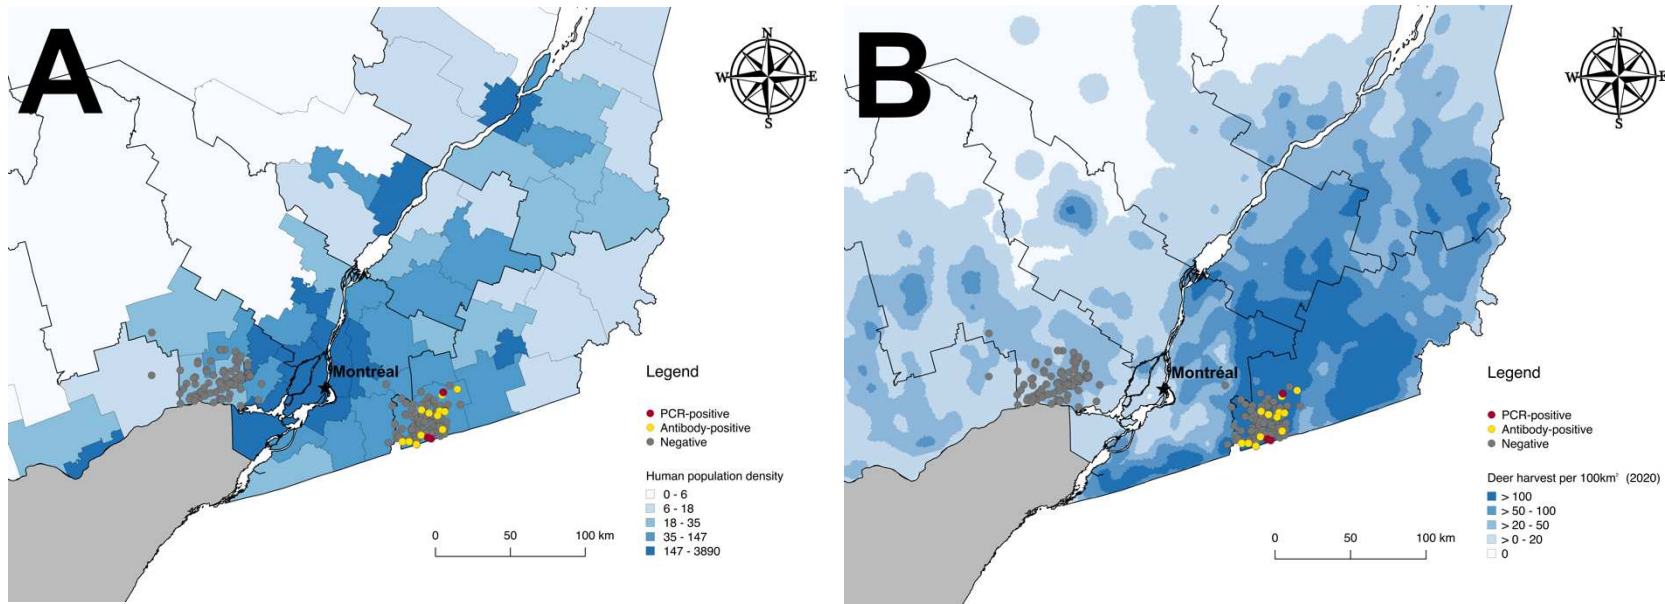 A
N
W
E
S
Montréal
Legend
PCR-positive
Antibody-positive
Negative
Human population density
0 - 6
6 - 18
18 - 35
35 - 147
147 - 3890
0 50 100 km
B
N
W
E
S
Montréal
Legend
PCR-positive
Antibody-positive
Negative
Deer harvest per 100km² (2020)
> 100
> 50 - 100
> 20 - 50
> 0 - 20
0
0 50 100 km